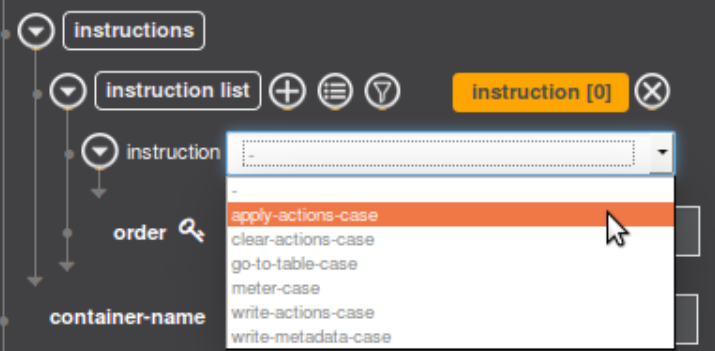 instructions
instruction list
instruction [0]
instruction
-
-
apply-actions-case
clear-actions-case
order
go-to-table-case
meter-case
container-name
write-actions-case
write-metadata-case